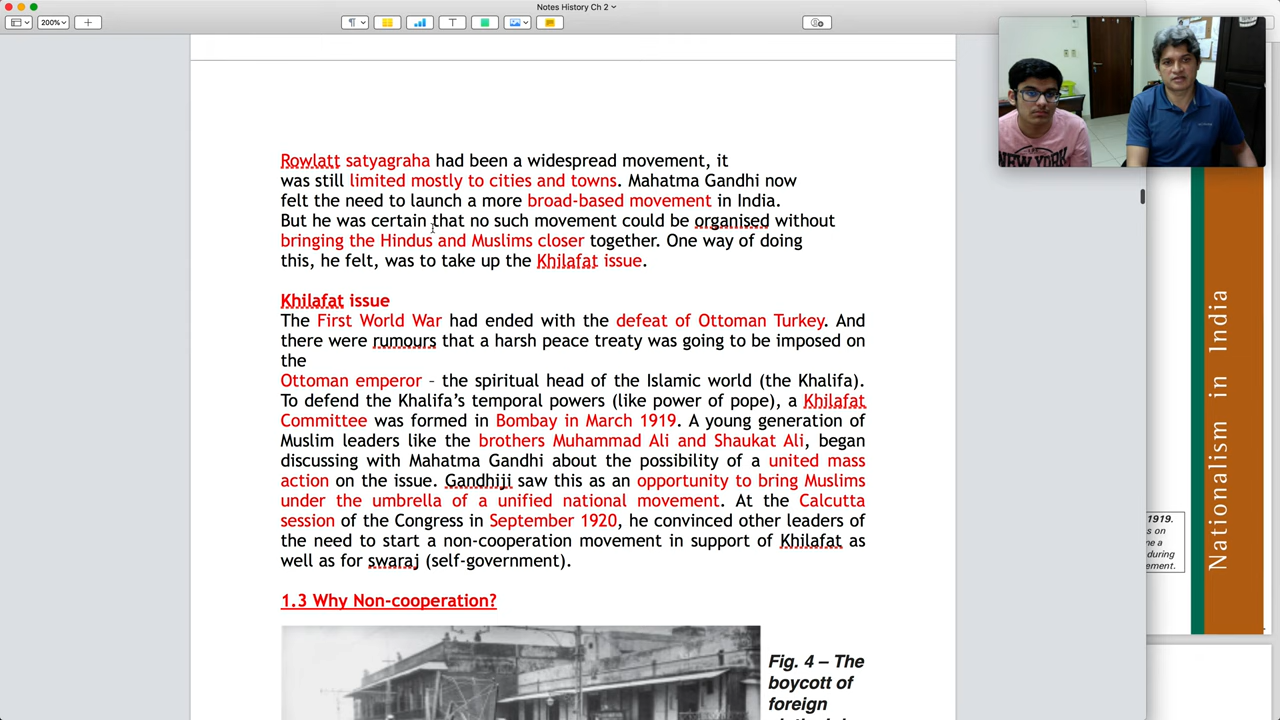 Notes History Ch 2
200%
Rowlatt satyagraha had been a widespread movement, it
was still limited mostly to cities and towns. Mahatma Gandhi now
felt the need to launch a more broad-based movement in India.
But he was certain that no such movement could be organised without
bringing the Hindus and Muslims closer together. One way of doing
this, he felt, was to take up the Khilafat issue.
Khilafat issue
The First World War had ended with the defeat of Ottoman Turkey. And
there were rumours that a harsh peace treaty was going to be imposed on
the
Ottoman emperor – the spiritual head of the Islamic world (the Khalifa).
To defend the Khalifa's temporal powers (like power of pope), a Khilafat
Committee was formed in Bombay in March 1919. A young generation of
Muslim leaders like the brothers Muhammad Ali and Shaukat Ali, began
discussing with Mahatma Gandhi about the possibility of a united mass
action on the issue. Gandhiji saw this as an opportunity to bring Muslims
under the umbrella of a unified national movement. At the Calcutta
session of the Congress in September 1920, he convinced other leaders of
the need to start a non-cooperation movement in support of Khilafat as
well as for swaraj (self-government).
1.3 Why Non-cooperation?
Fig. 4 – The
boycott of
foreign
NEW YORK
1919.
s on
e a
during
ement.
Nationalism in India